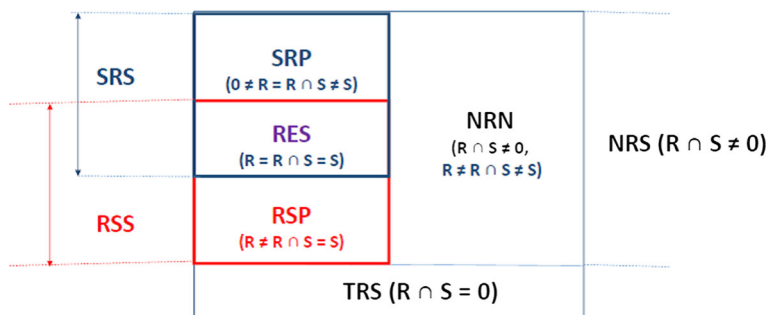 SRP
(0 ≠ R = R ∩ S ≠ S)
SRS
RES
(R = R ∩ S = S)
NRN
(R ∩ S ≠ 0,
R ≠ R ∩ S ≠ S)
NRS (R ∩ S ≠ 0)
RSS
RSP
(R ≠ R ∩ S = S)
TRS (R ∩ S = 0)